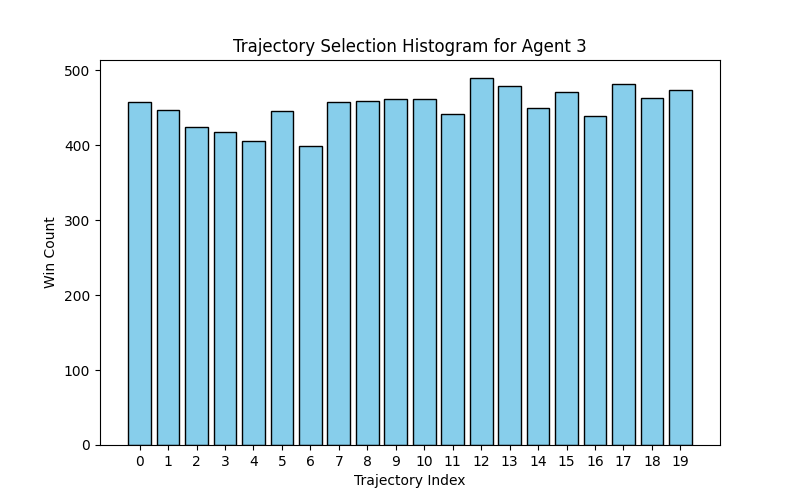 Trajectory Selection Histogram for Agent 3
500
400
300
200
100
0
Win Count
0 1 2 3 4 5 6 7 8 9 10 11 12 13 14 15 16 17 18 19
Trajectory Index